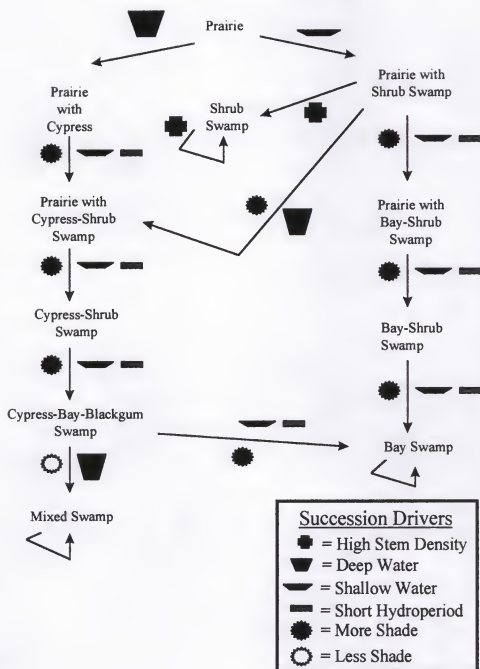 Prairie
Prairie
with
Cypress
Shrub
Swamp
Prairie with
Shrub Swamp
Prairie with
Cypress-Shrub
Swamp
Prairie with
Bay-Shrub
Swamp
Cypress-Shrub
Swamp
Bay-Shrub
Swamp
Cypress-Bay-Blackgum
Swamp
Bay Swamp
Mixed Swamp
Succession Drivers
= High Stem Density
= Deep Water
= Shallow Water
= Short Hydroperiod
= More Shade
= Less Shade